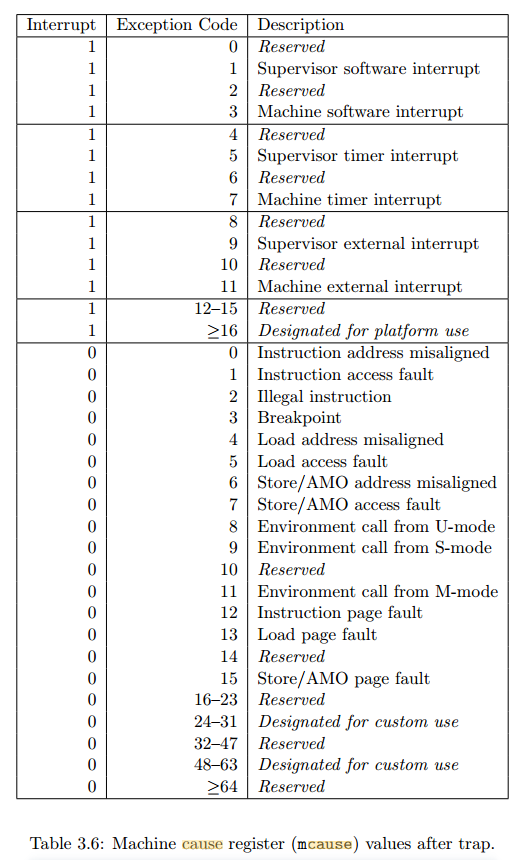 Interrupt Exception Code Description
1 0 Reserved
1 1 Supervisor software interrupt
1 2 Reserved
1 3 Machine software interrupt
1 4 Reserved
1 5 Supervisor timer interrupt
1 6 Reserved
1 7 Machine timer interrupt
1 8 Reserved
1 9 Supervisor external interrupt
1 10 Reserved
1 11 Machine external interrupt
1 12–15 Reserved
1 ≥16 Designated for platform use
0 0 Instruction address misaligned
0 1 Instruction access fault
0 2 Illegal instruction
0 3 Breakpoint
0 4 Load address misaligned
0 5 Load access fault
0 6 Store/AMO address misaligned
0 7 Store/AMO access fault
0 8 Environment call from U-mode
0 9 Environment call from S-mode
0 10 Reserved
0 11 Environment call from M-mode
0 12 Instruction page fault
0 13 Load page fault
0 14 Reserved
0 15 Store/AMO page fault
0 16–23 Reserved
0 24–31 Designated for custom use
0 32–47 Reserved
0 48–63 Designated for custom use
0 ≥64 Reserved
Table 3.6: Machine cause register (mcause) values after trap.